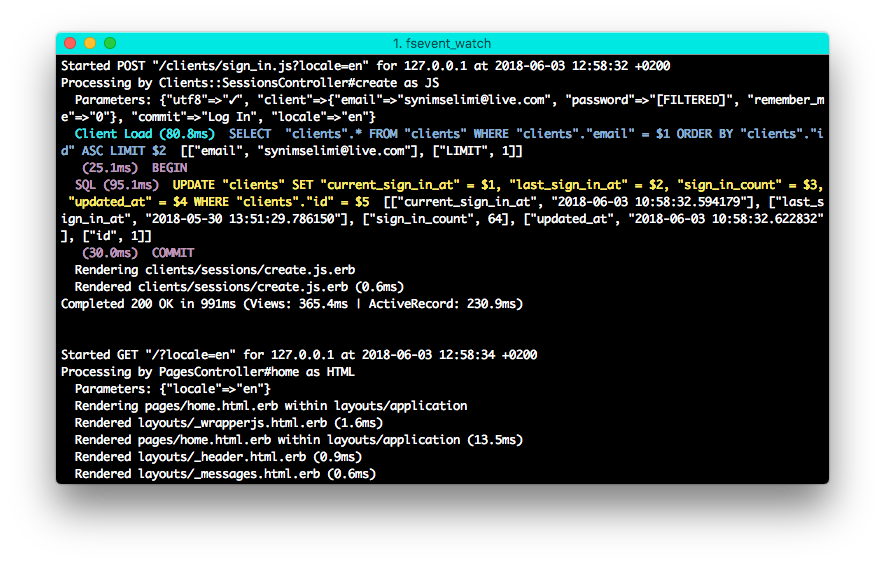 1. fsevent_watch
Started POST "/clients/sign_in.js?locale=en" for 127.0.0.1 at 2018-06-03 12:58:32 +0200
Processing by Clients::SessionsController#create as JS
  Parameters: {"utf8"=>"✓", "client"=>{"email"=>"synimselimi@live.com", "password"=>"[FILTERED]", "remember_m
e"=>"0"}, "commit"=>"Log In", "locale"=>"en"}
  Client Load (80.8ms)  SELECT  "clients".* FROM "clients" WHERE "clients"."email" = $1 ORDER BY "clients"."i
d" ASC LIMIT $2  [["email", "synimselimi@live.com"], ["LIMIT", 1]]
   (25.1ms)  BEGIN
  SQL (95.1ms)  UPDATE "clients" SET "current_sign_in_at" = $1, "last_sign_in_at" = $2, "sign_in_count" = $3,
 "updated_at" = $4 WHERE "clients"."id" = $5  [["current_sign_in_at", "2018-06-03 10:58:32.594179"], ["last_s
ign_in_at", "2018-05-30 13:51:29.786150"], ["sign_in_count", 64], ["updated_at", "2018-06-03 10:58:32.622832"
], ["id", 1]]
   (30.0ms)  COMMIT
  Rendering clients/sessions/create.js.erb
  Rendered clients/sessions/create.js.erb (0.6ms)
Completed 200 OK in 991ms (Views: 365.4ms | ActiveRecord: 230.9ms)
Started GET "/?locale=en" for 127.0.0.1 at 2018-06-03 12:58:34 +0200
Processing by PagesController#home as HTML
  Parameters: {"locale"=>"en"}
  Rendering pages/home.html.erb within layouts/application
  Rendered layouts/_wrapperjs.html.erb (1.6ms)
  Rendered pages/home.html.erb within layouts/application (13.5ms)
  Rendered layouts/_header.html.erb (0.9ms)
  Rendered layouts/_messages.html.erb (0.6ms)